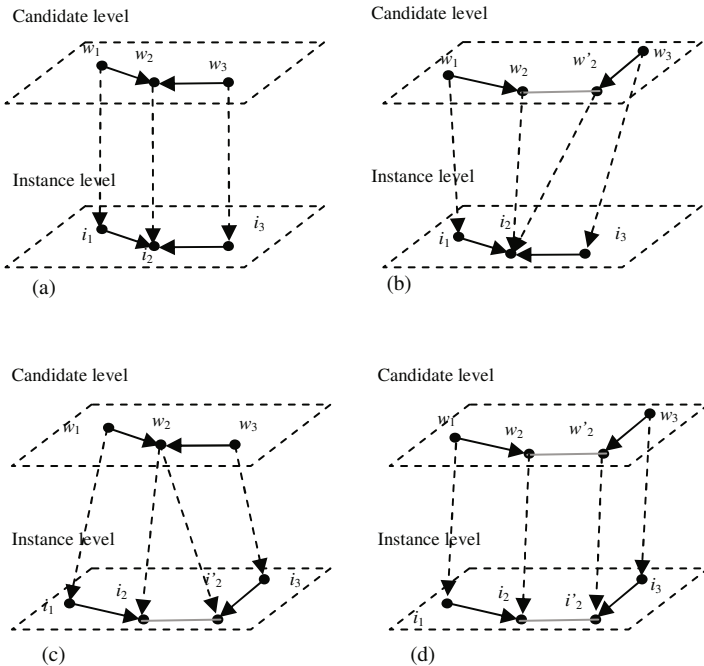 Candidate level
w1 w2 w3
Instance level
i1 i2 i3
(a)
Candidate level
w1 w2 w'2 w3
Instance level
i1 i2 i3
(b)
Candidate level
w1 w2 w3
Instance level
i1 i2 i'2 i3
(c)
Candidate level
w1 w2 w'2 w3
Instance level
i1 i2 i'2 i3
(d)